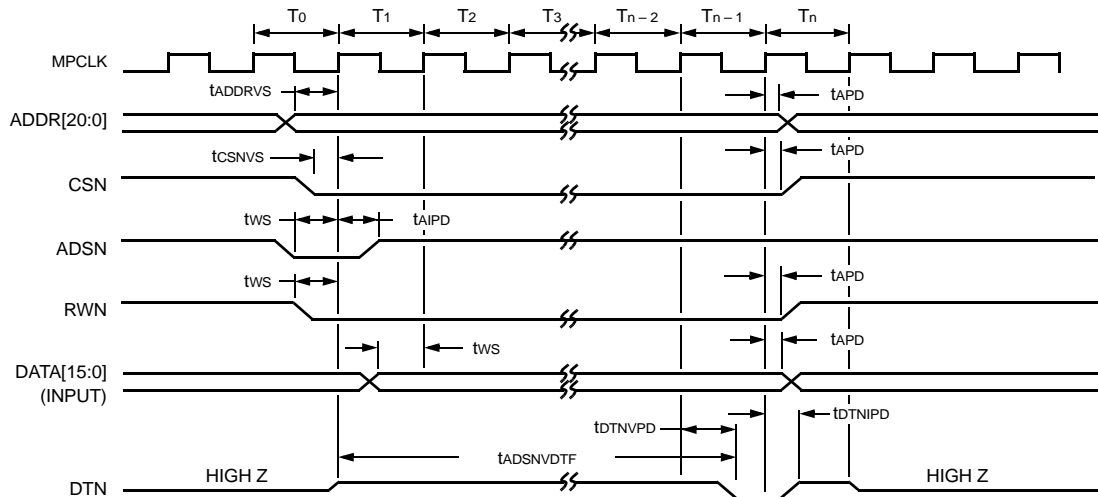 T0 T1 T2 T3 Tn – 2 Tn – 1 Tn
MPCLK
tADDRVS tAPD
ADDR[20:0]
tCSNVS tAPD
CSN
tWS tAIPD
ADSN
tWS tAPD
RWN
tWS tAPD
DATA[15:0]
(INPUT)
tDTNVPD tDTNIPD
tADSNVDTF
HIGH Z HIGH Z
DTN